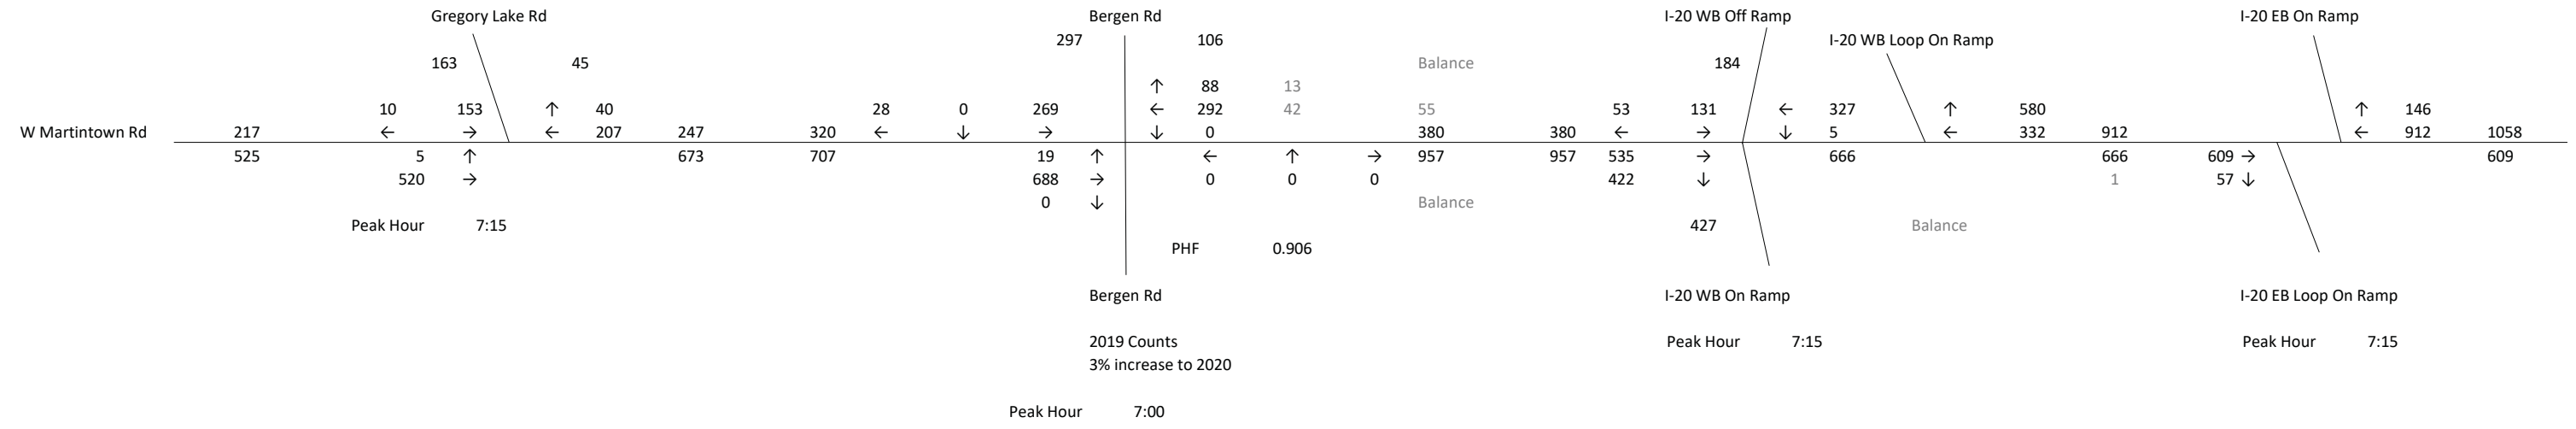 Gregory Lake Rd Bergen Rd I-20 WB Off Ramp I-20 EB On Ramp
297 106 I-20 WB Loop On Ramp
163 45 Balance 184
↑ 88 13
10 153 ↑ 40 28 0 269 ← 292 42 55 53 131 ← 327 ↑ 580 ↑ 146
W Martintown Rd 217 ← → ← 207 247 320 ← ↓ → ↓ 0 380 380 ← → ↓ 5 ← 332 912 ← 912 1058
525 5 ↑ 673 707 19 ↑ ← ↑ → 957 957 535 → 666 666 609 → 609
520 → 688 → 0 0 0 422 ↓ 1 57 ↓
0 ↓ Balance
Peak Hour 7:15 427 Balance
PHF 0.906
Bergen Rd I-20 WB On Ramp I-20 EB Loop On Ramp
2019 Counts Peak Hour 7:15 Peak Hour 7:15
3% increase to 2020
Peak Hour 7:00